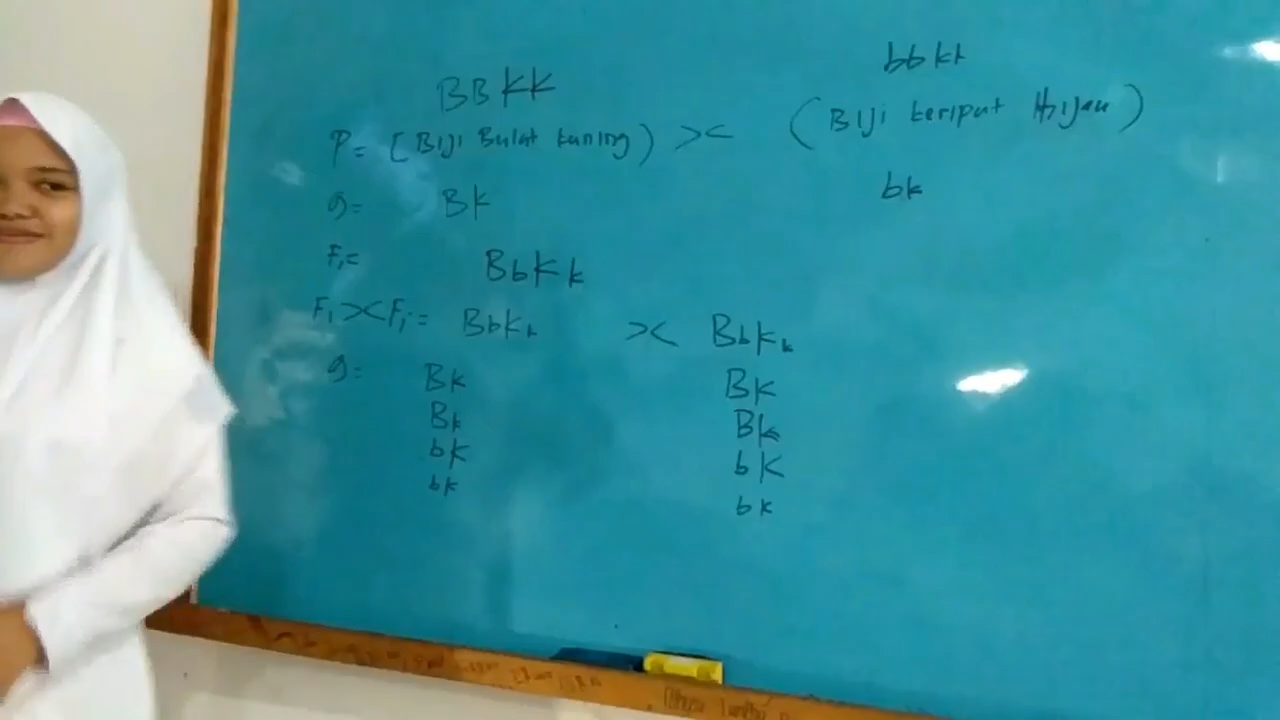 BBKK bbkk
P = [Biji Bulat kuning) >< (Biji keriput Hijau)
g = BK bk
F1 = BbKk
F1 >< F1 = BbKk >< BbKk
g = BK BK
Bk Bk
bK bK
bk bk